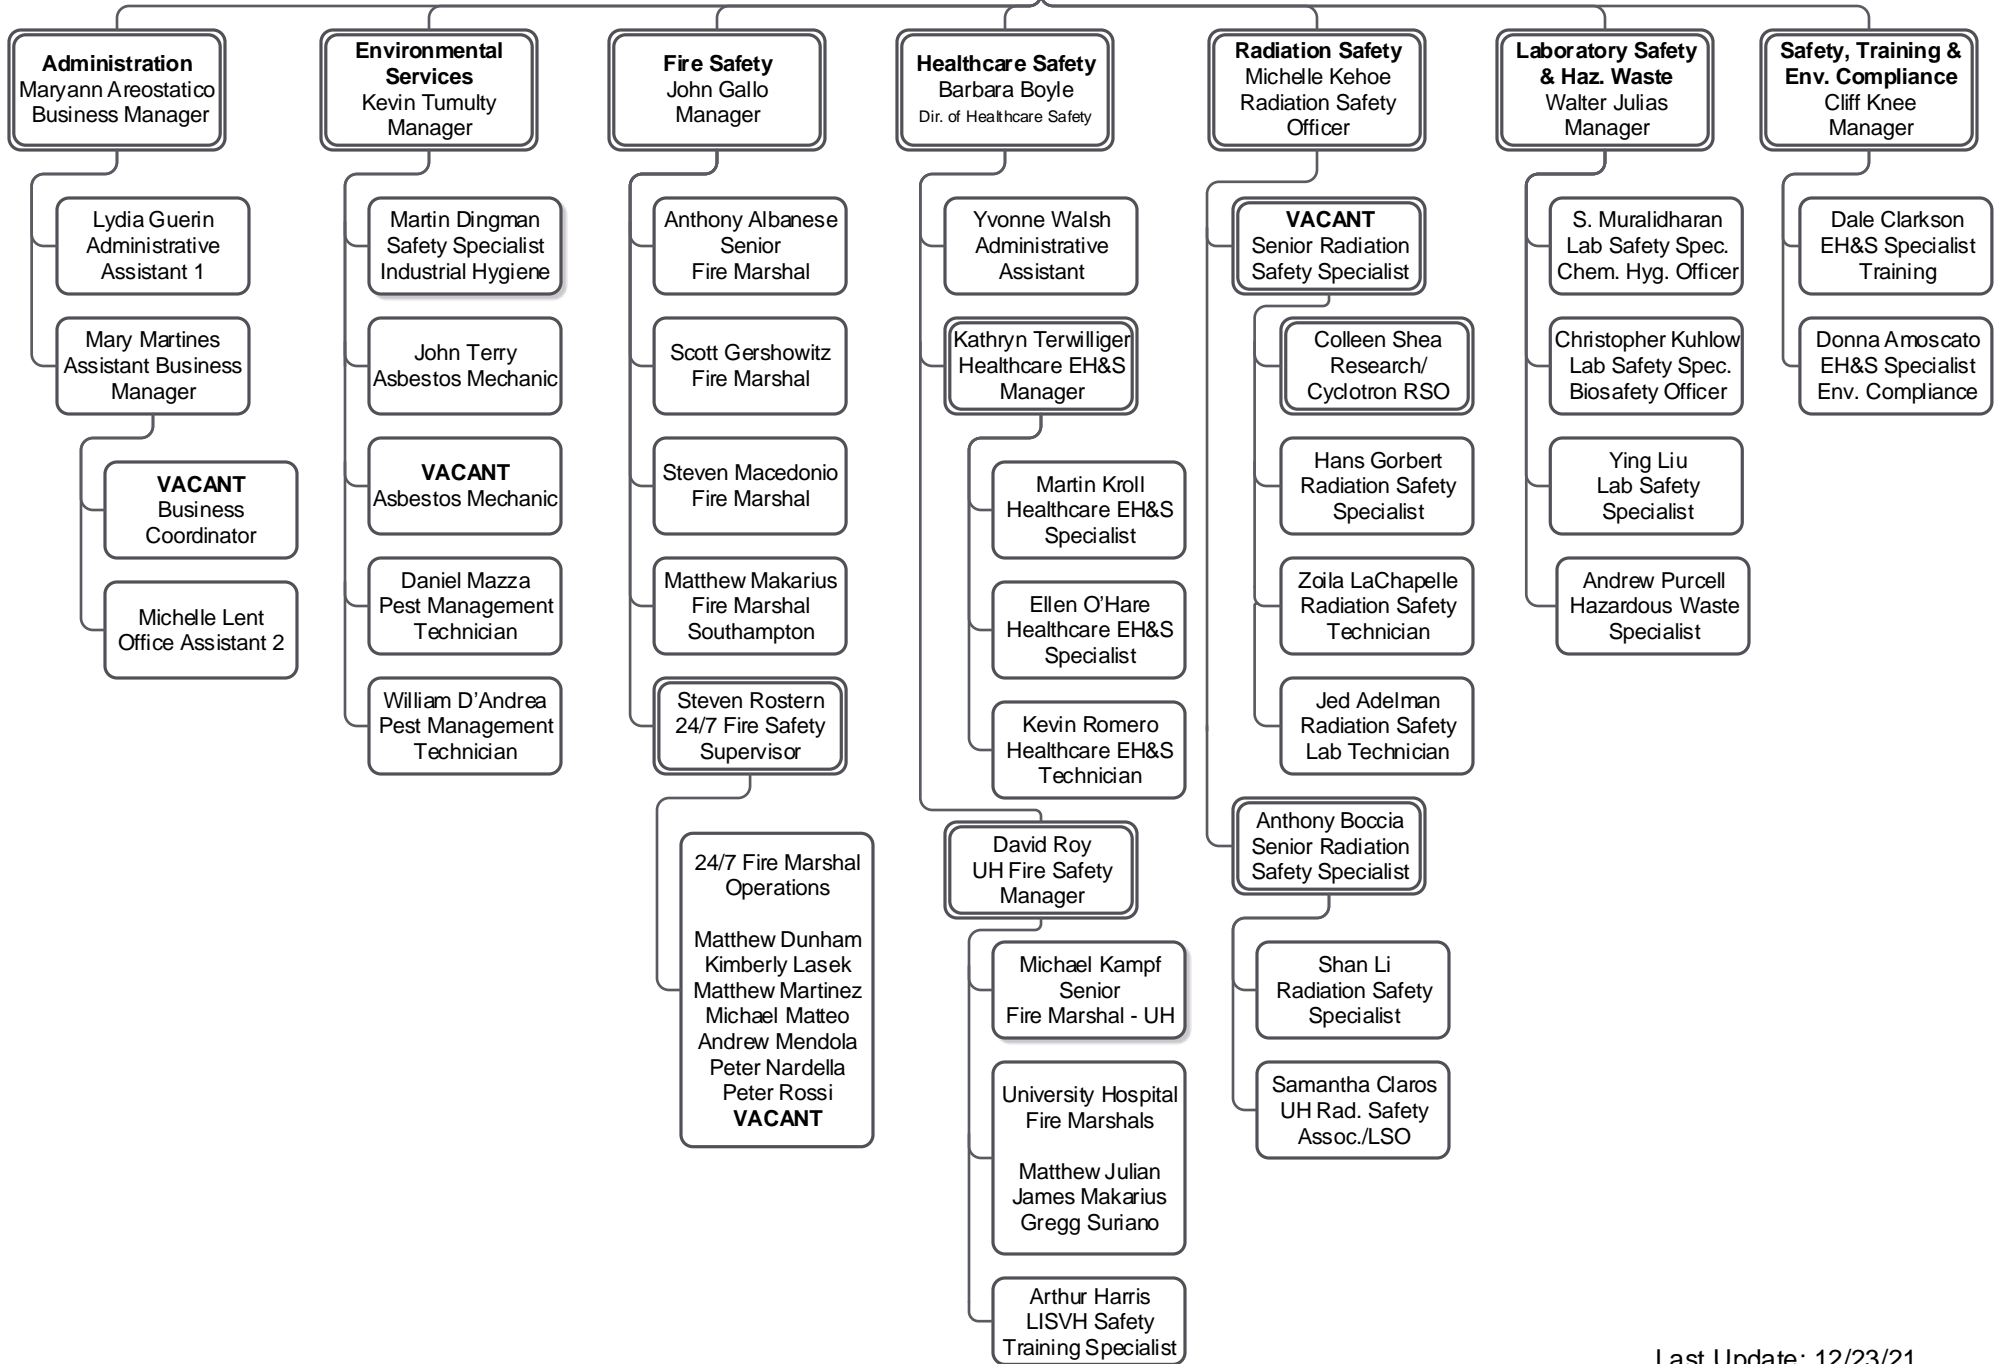 Administration
Maryann Areostatico
Business Manager
Lydia Guerin
Administrative
Assistant 1
Mary Martines
Assistant Business
Manager
VACANT
Business
Coordinator
Michelle Lent
Office Assistant 2
Environmental
Services
Kevin Tumulty
Manager
Martin Dingman
Safety Specialist
Industrial Hygiene
John Terry
Asbestos Mechanic
VACANT
Asbestos Mechanic
Daniel Mazza
Pest Management
Technician
William D’Andrea
Pest Management
Technician
Fire Safety
John Gallo
Manager
Anthony Albanese
Senior
Fire Marshal
Scott Gershowitz
Fire Marshal
Steven Macedonio
Fire Marshal
Matthew Makarius
Fire Marshal
Southampton
Steven Rostern
24/7 Fire Safety
Supervisor
24/7 Fire Marshal
Operations
Matthew Dunham
Kimberly Lasek
Matthew Martinez
Michael Matteo
Andrew Mendola
Peter Nardella
Peter Rossi
VACANT
Healthcare Safety
Barbara Boyle
Dir. of Healthcare Safety
Yvonne Walsh
Administrative
Assistant
Kathryn Terwilliger
Healthcare EH&S
Manager
Martin Kroll
Healthcare EH&S
Specialist
Ellen O’Hare
Healthcare EH&S
Specialist
Kevin Romero
Healthcare EH&S
Technician
David Roy
UH Fire Safety
Manager
Michael Kampf
Senior
Fire Marshal - UH
University Hospital
Fire Marshals
Matthew Julian
James Makarius
Gregg Suriano
Arthur Harris
LISVH Safety
Training Specialist
Radiation Safety
Michelle Kehoe
Radiation Safety
Officer
VACANT
Senior Radiation
Safety Specialist
Colleen Shea
Research/
Cyclotron RSO
Hans Gorbert
Radiation Safety
Specialist
Zoila LaChapelle
Radiation Safety
Technician
Jed Adelman
Radiation Safety
Lab Technician
Anthony Boccia
Senior Radiation
Safety Specialist
Shan Li
Radiation Safety
Specialist
Samantha Claros
UH Rad. Safety
Assoc./LSO
Laboratory Safety
& Haz. Waste
Walter Julias
Manager
S. Muralidharan
Lab Safety Spec.
Chem. Hyg. Officer
Christopher Kuhlow
Lab Safety Spec.
Biosafety Officer
Ying Liu
Lab Safety
Specialist
Andrew Purcell
Hazardous Waste
Specialist
Safety, Training &
Env. Compliance
Cliff Knee
Manager
Dale Clarkson
EH&S Specialist
Training
Donna Amoscato
EH&S Specialist
Env. Compliance
Last Update: 12/23/21